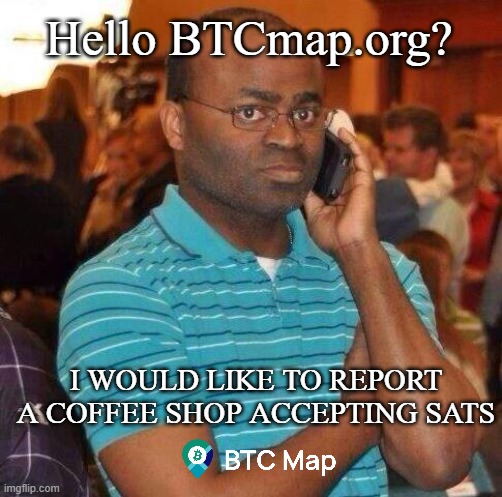 Hello BTCmap.org?
I WOULD LIKE TO REPORT
A COFFEE SHOP ACCEPTING SATS
BTC Map
imgflip.com